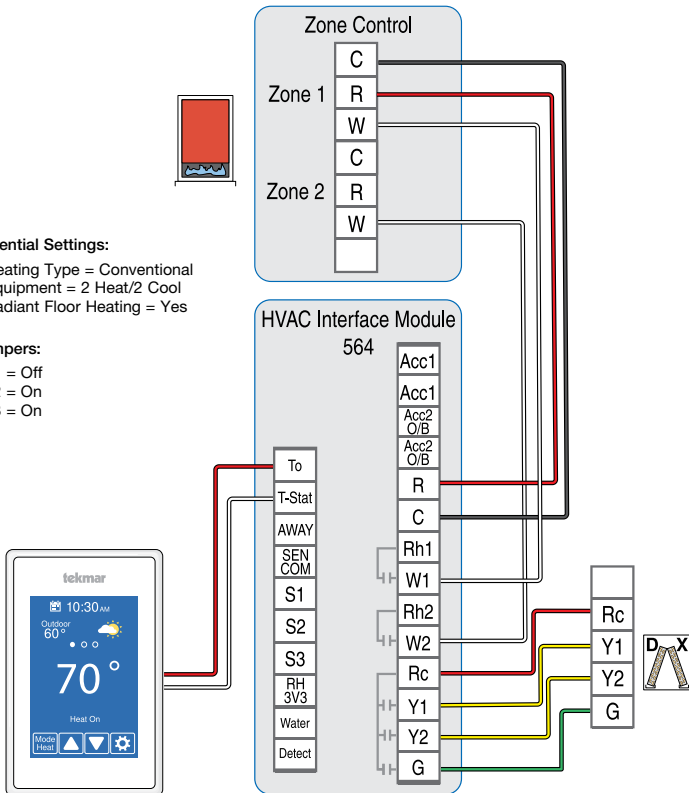 Zone Control
C
Zone 1 R
W
C
Zone 2 R
W
ential Settings:
eating Type = Conventional
quipment = 2 Heat/2 Cool
adiant Floor Heating = Yes
mpers:
= Off
= On
= On
HVAC Interface Module
564
Acc1
Acc1
Acc2
O/B
Acc2
O/B
R
C
Rh1
W1
Rh2
W2
Rc
Y1
Y2
G
To
T-Stat
AWAY
SEN
COM
S1
S2
S3
RH
3V3
Water
Detect
tekmar
10:30 AM
Outdoor
60°
70°
Heat On
Mode
Heat
Rc
Y1
Y2
G
D X